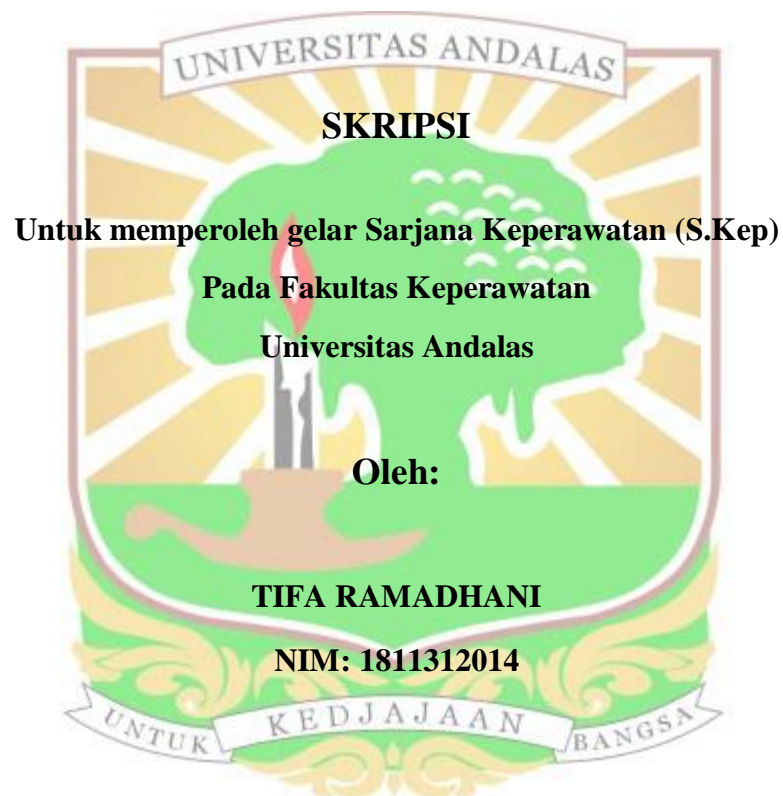 UNIVERSITAS ANDALAS
SKRIPSI
Untuk memperoleh gelar Sarjana Keperawatan (S.Kep)
Pada Fakultas Keperawatan
Universitas Andalas
Oleh:
TIFA RAMADHANI
NIM: 1811312014
UNTUK KEDJAJAAN BANGSA